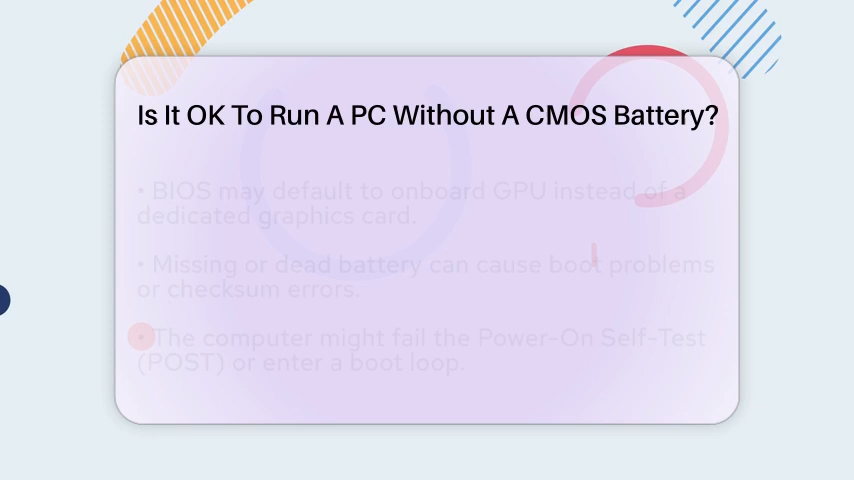 Is It OK To Run A PC Without A CMOS Battery?
• BIOS may default to onboard GPU instead of a
dedicated graphics card.
• Missing or dead battery can cause boot problems
or checksum errors.
• The computer might fail the Power-On Self-Test
(POST) or enter a boot loop.